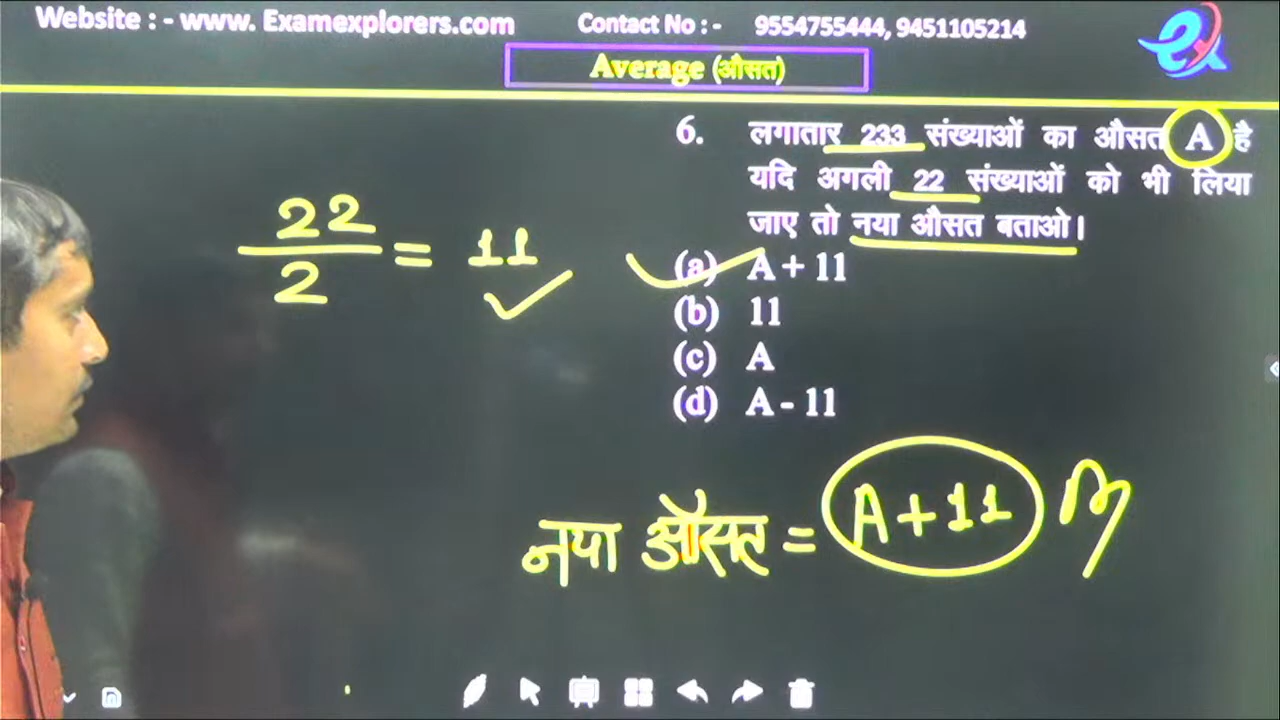 Website : - www. Examexplorers.com Contact No : - 9554755444, 9451105214
Average (औसत)
6. लगातार 233 संख्याओं का औसत A है
यदि अगली 22 संख्याओं को भी लिया
जाए तो नया औसत बताओ।
(a) A + 11
(b) 11
(c) A
(d) A - 11
22
2
= 11
नया औसत = A + 11